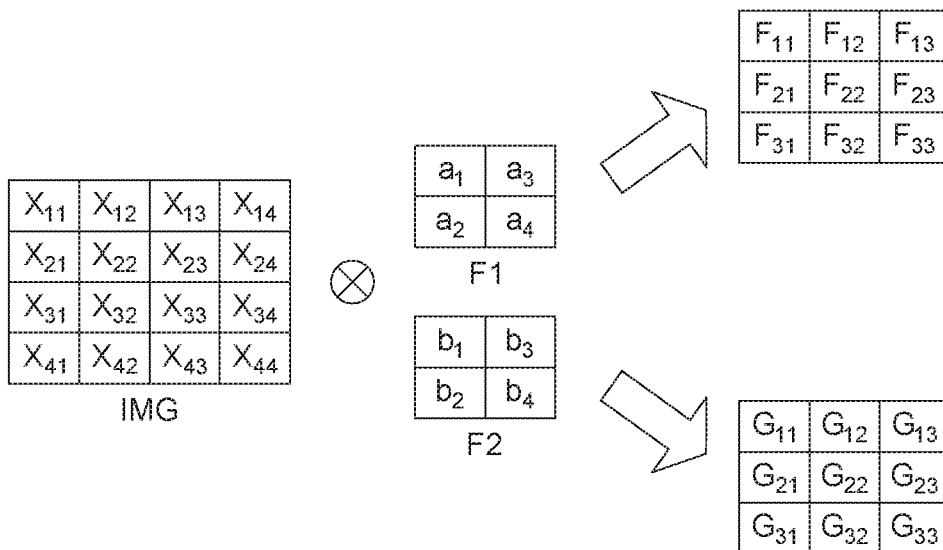 X11 X12 X13 X14
X21 X22 X23 X24
X31 X32 X33 X34
X41 X42 X43 X44
IMG
a1 a3
a2 a4
F1
b1 b3
b2 b4
F2
F11 F12 F13
F21 F22 F23
F31 F32 F33
G11 G12 G13
G21 G22 G23
G31 G32 G33